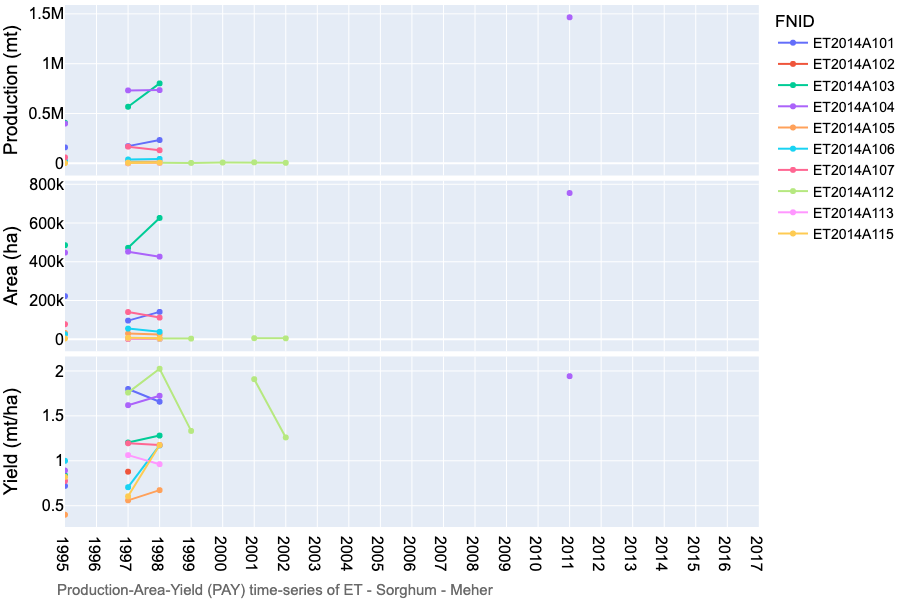 Production (mt)
1.5M
1M
0.5M
0
Area (ha)
800k
600k
400k
200k
0
Yield (mt/ha)
2
1.5
1
0.5
1995
1996
1997
1998
1999
2000
2001
2002
2003
2004
2005
2006
2007
2008
2009
2010
2011
2012
2013
2014
2015
2016
2017
Production-Area-Yield (PAY) time-series of ET - Sorghum - Meher
FNID
ET2014A101
ET2014A102
ET2014A103
ET2014A104
ET2014A105
ET2014A106
ET2014A107
ET2014A112
ET2014A113
ET2014A115